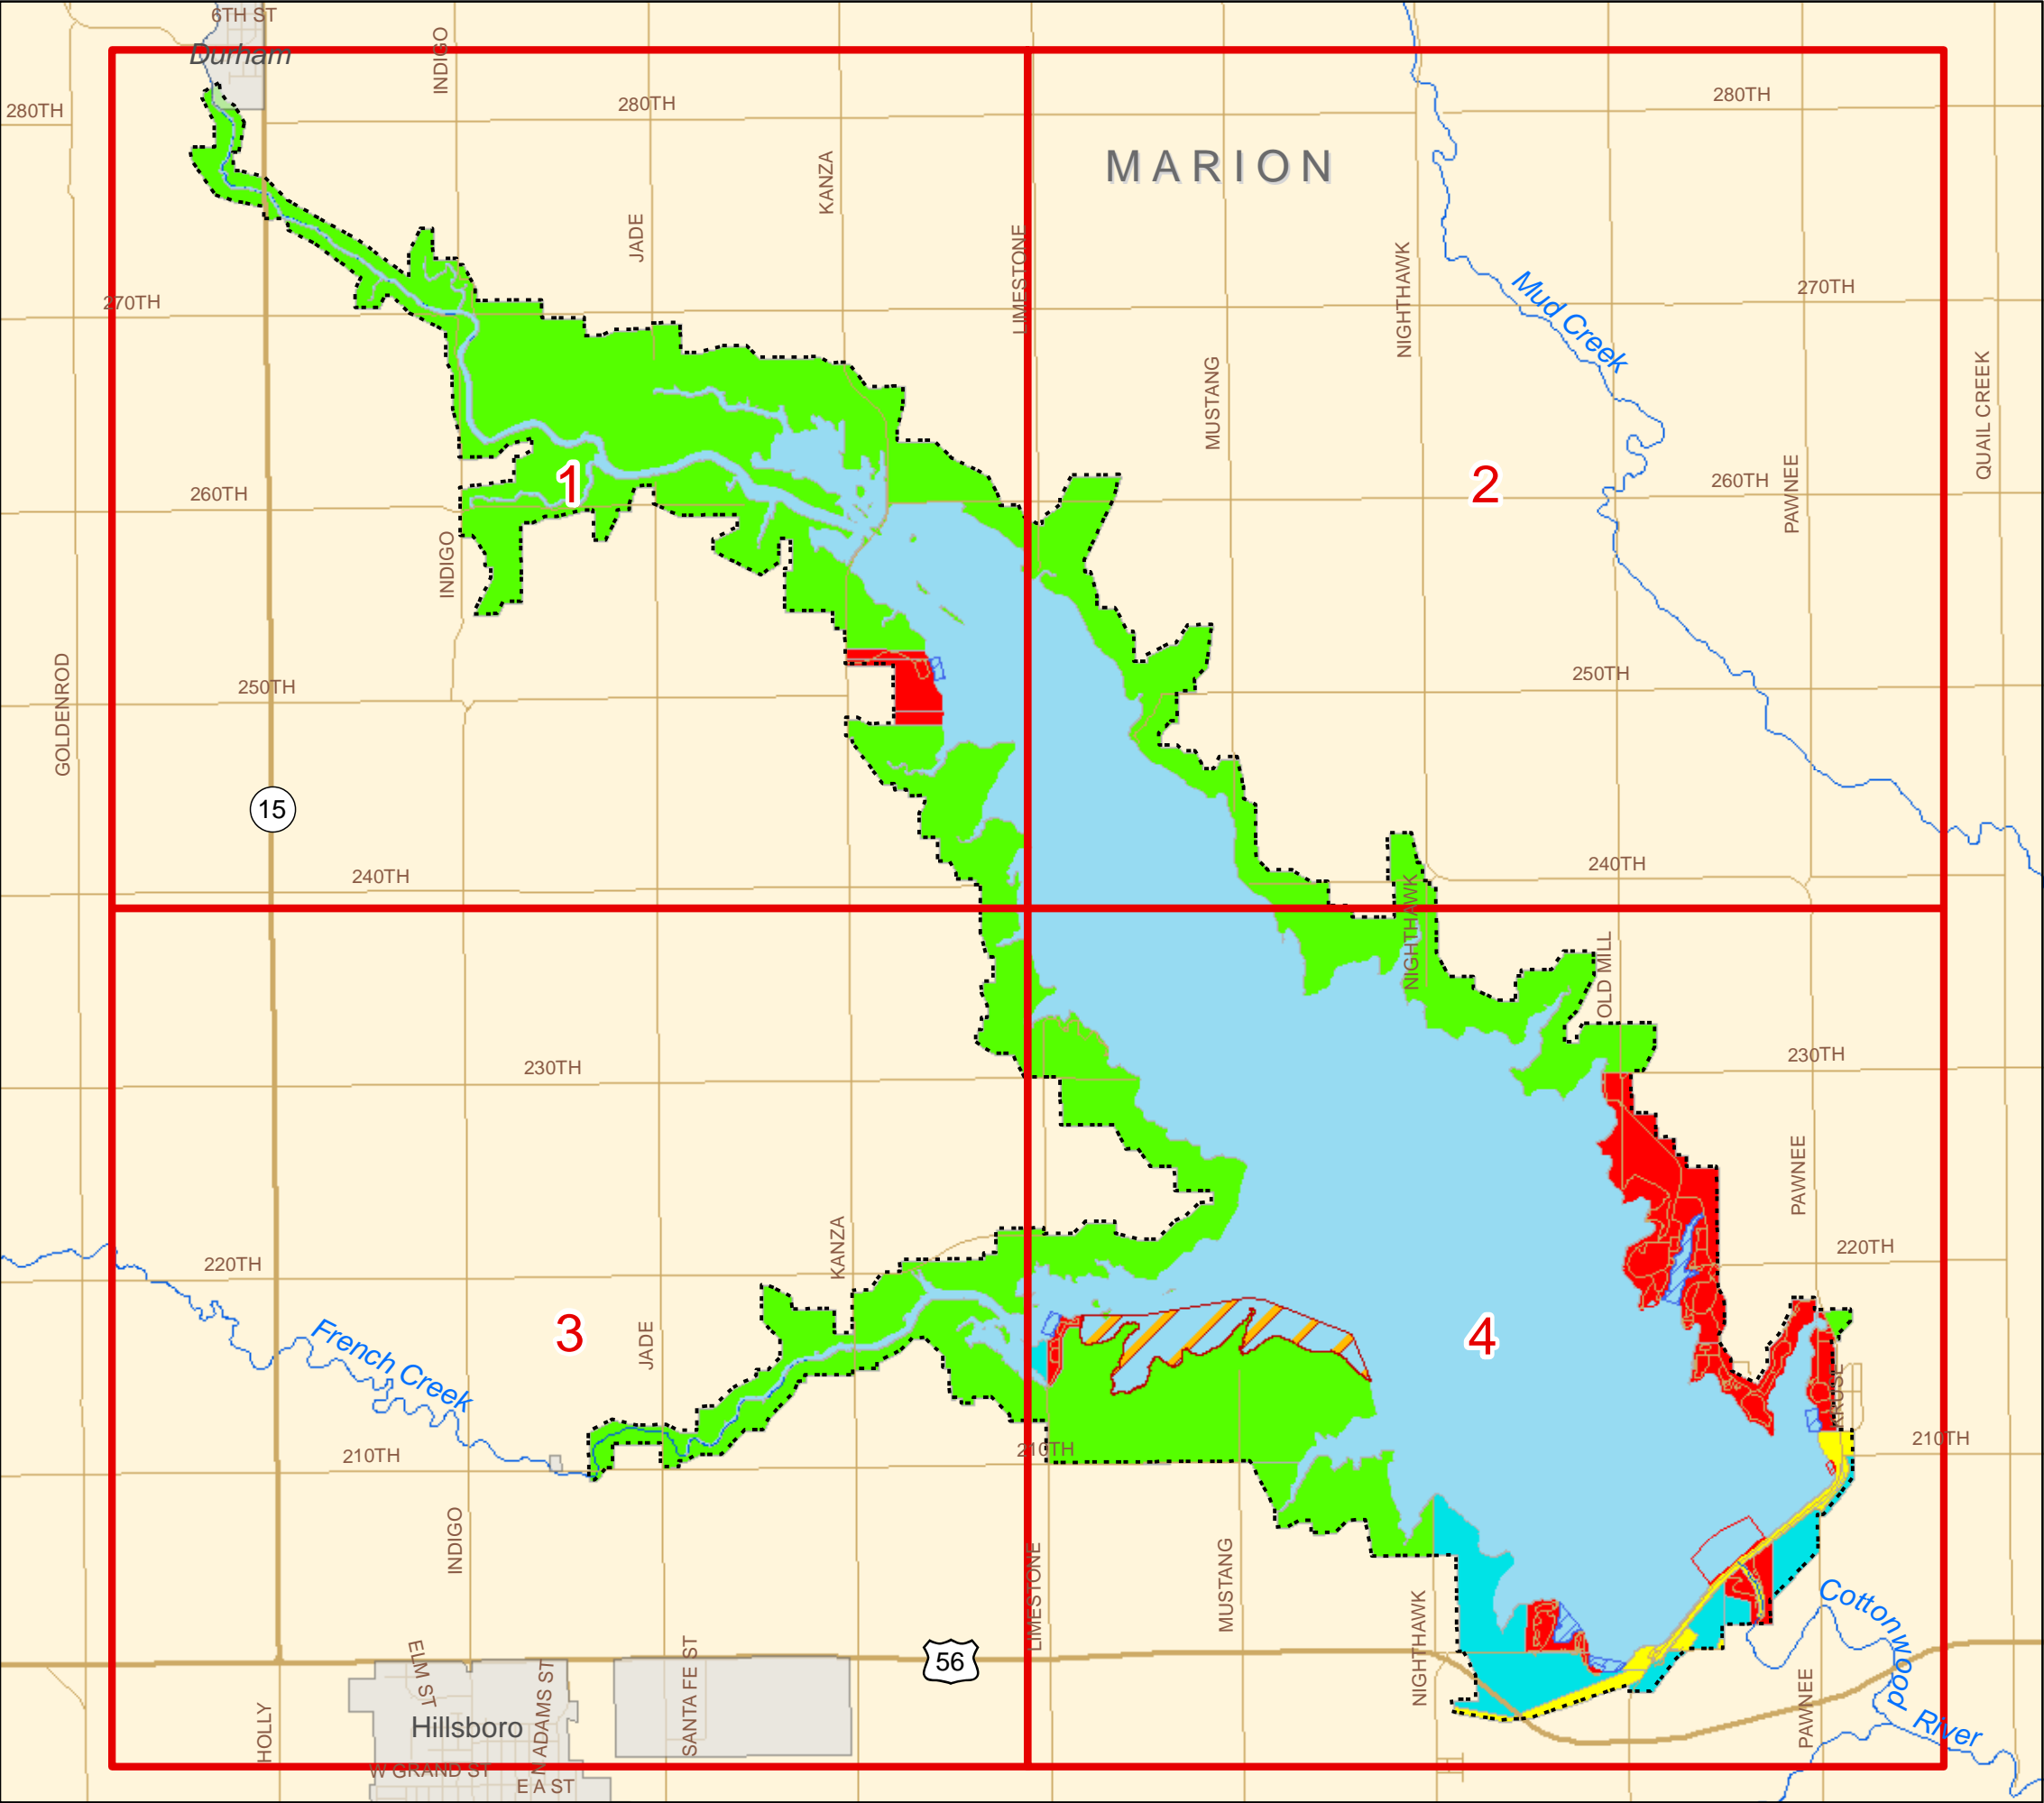 6TH ST
Durham
INDIGO
280TH
280TH
280TH
MARION
KANZA
JADE
LIMESTONE
NIGHTHAWK
Mud Creek
270TH
270TH
MUSTANG
QUAIL CREEK
PAWNEE
1
2
260TH
260TH
INDIGO
GOLDENROD
250TH
250TH
15
240TH
240TH
NIGHTHAWK
OLD MILL
230TH
230TH
PAWNEE
KANZA
220TH
220TH
French Creek
3
JADE
4
KRUSE
210TH
210TH
210TH
INDIGO
LIMESTONE
MUSTANG
NIGHTHAWK
Cottonwood River
56
ELM ST
N ADAMS ST
SANTA FE ST
HOLLY
Hillsboro
PAWNEE
W GRAND ST
E A ST